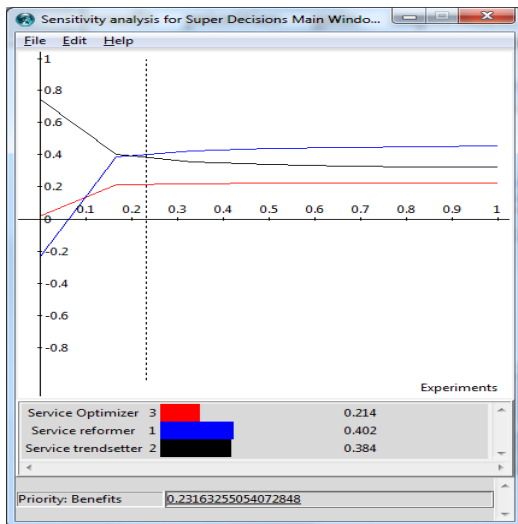 Sensitivity analysis for Super Decisions Main Windo...
File Edit Help
1
0.8
0.6
0.4
0.2
0 0.1 0.2 0.3 0.4 0.5 0.6 0.7 0.8 0.9 1
-0.2
-0.4
-0.6
-0.8
Experiments
Service Optimizer 3 0.214
Service reformer 1 0.402
Service trendsetter 2 0.384
Priority: Benefits 0.23163255054072848